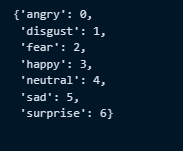 {'angry': 0,
'disgust': 1,
'fear': 2,
'happy': 3,
'neutral': 4,
'sad': 5,
'surprise': 6}